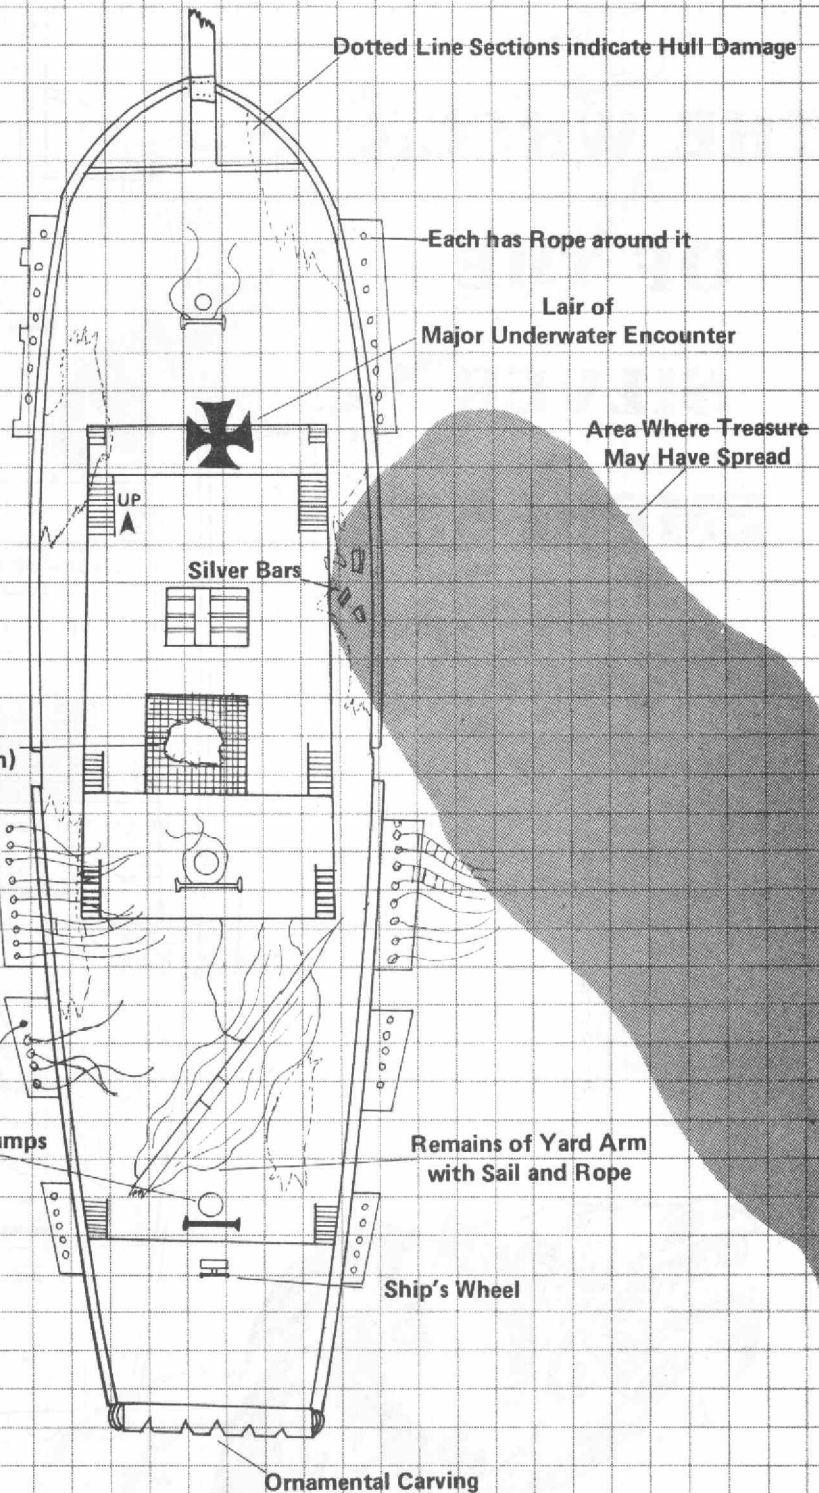 Dotted Line Sections indicate Hull Damage
Each has Rope around it
Lair of
Major Underwater Encounter
Area Where Treasure
May Have Spread
UP
Silver Bars
Remains of Yard Arm
with Sail and Rope
Ship's Wheel
Ornamental Carving